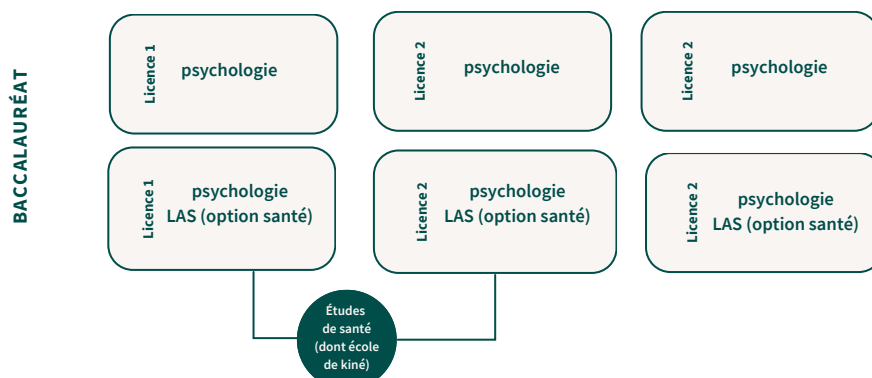 BACCALAURÉAT
Licence 1
psychologie
Licence 2
psychologie
Licence 2
psychologie
Licence 1
psychologie
LAS (option santé)
Licence 2
psychologie
LAS (option santé)
Licence 2
psychologie
LAS (option santé)
Études
de santé
(dont école
de kiné)